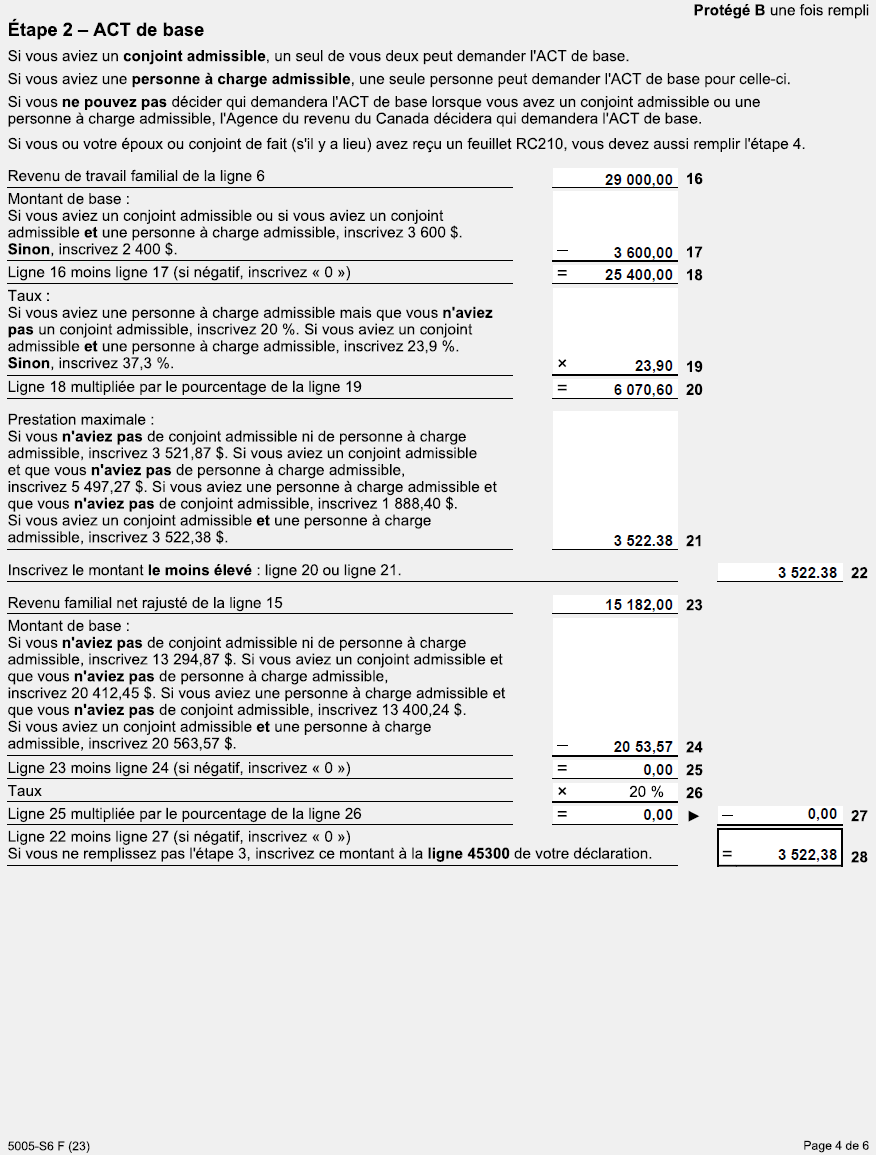 Protégé B une fois rempli
Étape 2 – ACT de base
Si vous aviez un conjoint admissible, un seul de vous deux peut demander l'ACT de base.
Si vous aviez une personne à charge admissible, une seule personne peut demander l'ACT de base pour celle-ci.
Si vous ne pouvez pas décider qui demandera l'ACT de base lorsque vous avez un conjoint admissible ou une
personne à charge admissible, l'Agence du revenu du Canada décidera qui demandera l'ACT de base.
Si vous ou votre époux ou conjoint de fait (s'il y a lieu) avez reçu un feuillet RC210, vous devez aussi remplir l'étape 4.
Revenu de travail familial de la ligne 6 29 000,00 16
Montant de base :
Si vous aviez un conjoint admissible ou si vous aviez un conjoint
admissible et une personne à charge admissible, inscrivez 3 600 $.
Sinon, inscrivez 2 400 $. – 3 600,00 17
Ligne 16 moins ligne 17 (si négatif, inscrivez « 0 ») = 25 400,00 18
Taux :
Si vous aviez une personne à charge admissible mais que vous n'aviez
pas un conjoint admissible, inscrivez 20 %. Si vous aviez un conjoint
admissible et une personne à charge admissible, inscrivez 23,9 %.
Sinon, inscrivez 37,3 %. × 23,90 19
Ligne 18 multipliée par le pourcentage de la ligne 19 = 6 070,60 20
Prestation maximale :
Si vous n'aviez pas de conjoint admissible ni de personne à charge
admissible, inscrivez 3 521,87 $. Si vous aviez un conjoint admissible
et que vous n'aviez pas de personne à charge admissible,
inscrivez 5 497,27 $. Si vous aviez une personne à charge admissible et
que vous n'aviez pas de conjoint admissible, inscrivez 1 888,40 $.
Si vous aviez un conjoint admissible et une personne à charge
admissible, inscrivez 3 522,38 $. 3 522.38 21
Inscrivez le montant le moins élevé : ligne 20 ou ligne 21. 3 522.38 22
Revenu familial net rajusté de la ligne 15 15 182,00 23
Montant de base :
Si vous n'aviez pas de conjoint admissible ni de personne à charge
admissible, inscrivez 13 294,87 $. Si vous aviez un conjoint admissible et
que vous n'aviez pas de personne à charge admissible,
inscrivez 20 412,45 $. Si vous aviez une personne à charge admissible et
que vous n'aviez pas de conjoint admissible, inscrivez 13 400,24 $.
Si vous aviez un conjoint admissible et une personne à charge
admissible, inscrivez 20 563,57 $. – 20 53,57 24
Ligne 23 moins ligne 24 (si négatif, inscrivez « 0 ») = 0,00 25
Taux × 20 % 26
Ligne 25 multipliée par le pourcentage de la ligne 26 = 0,00 ► – 0,00 27
Ligne 22 moins ligne 27 (si négatif, inscrivez « 0 »)
Si vous ne remplissez pas l'étape 3, inscrivez ce montant à la ligne 45300 de votre déclaration. = 3 522,38 28
5005-S6 F (23) Page 4 de 6